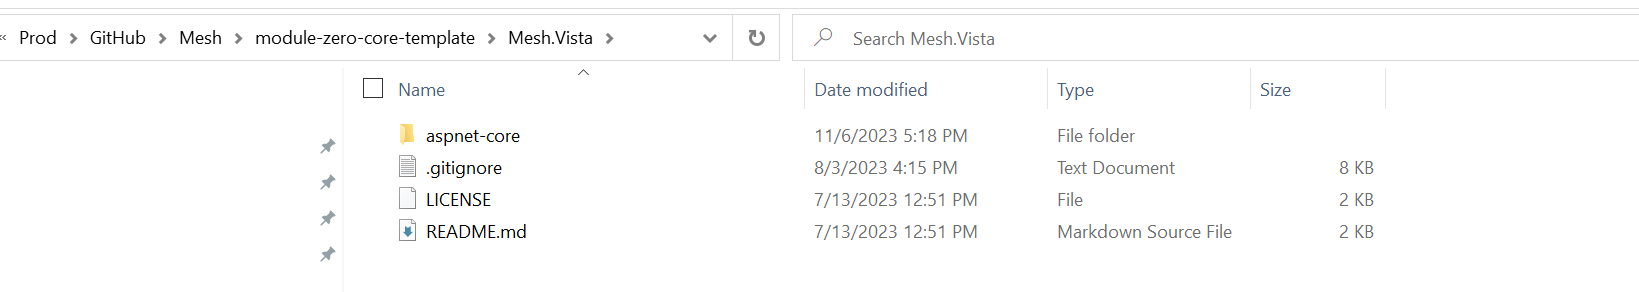 « Prod > GitHub > Mesh > module-zero-core-template > Mesh.Vista >
Search Mesh.Vista
Name Date modified Type Size
aspnet-core 11/6/2023 5:18 PM File folder
.gitignore 8/3/2023 4:15 PM Text Document 8 KB
LICENSE 7/13/2023 12:51 PM File 2 KB
README.md 7/13/2023 12:51 PM Markdown Source File 2 KB